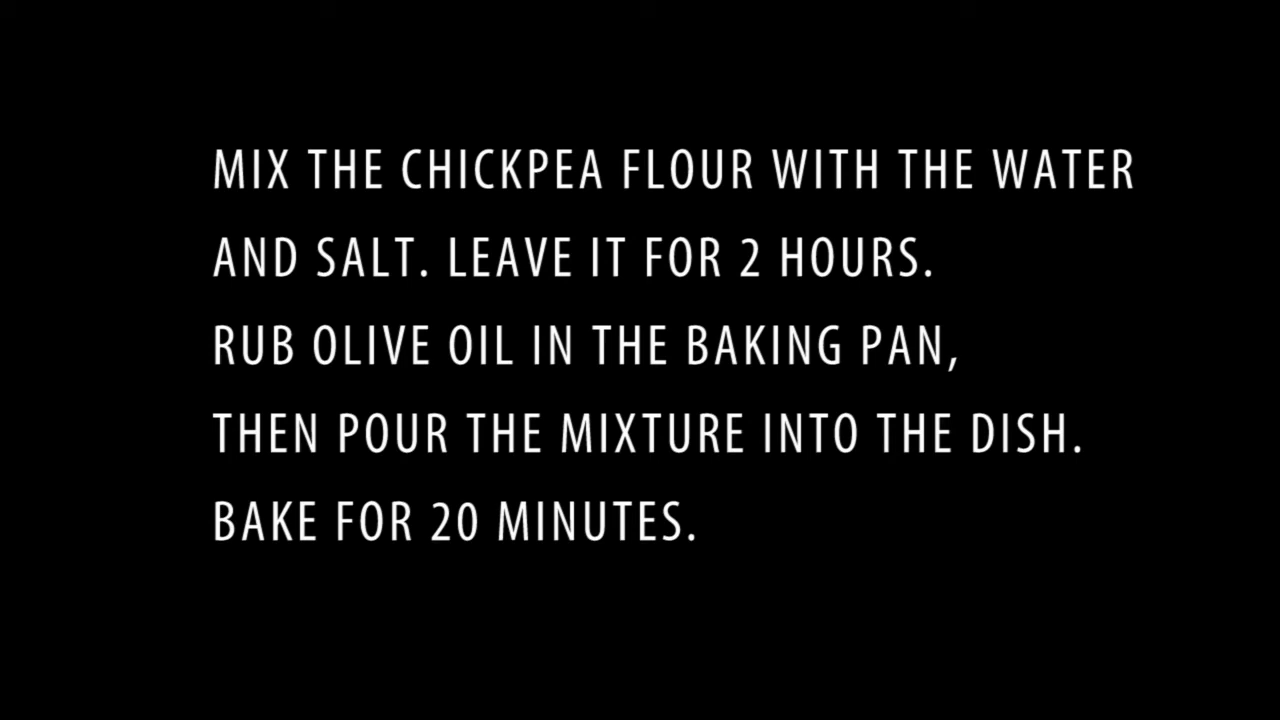 MIX THE CHICKPEA FLOUR WITH THE WATER
AND SALT. LEAVE IT FOR 2 HOURS.
RUB OLIVE OIL IN THE BAKING PAN,
THEN POUR THE MIXTURE INTO THE DISH.
BAKE FOR 20 MINUTES.